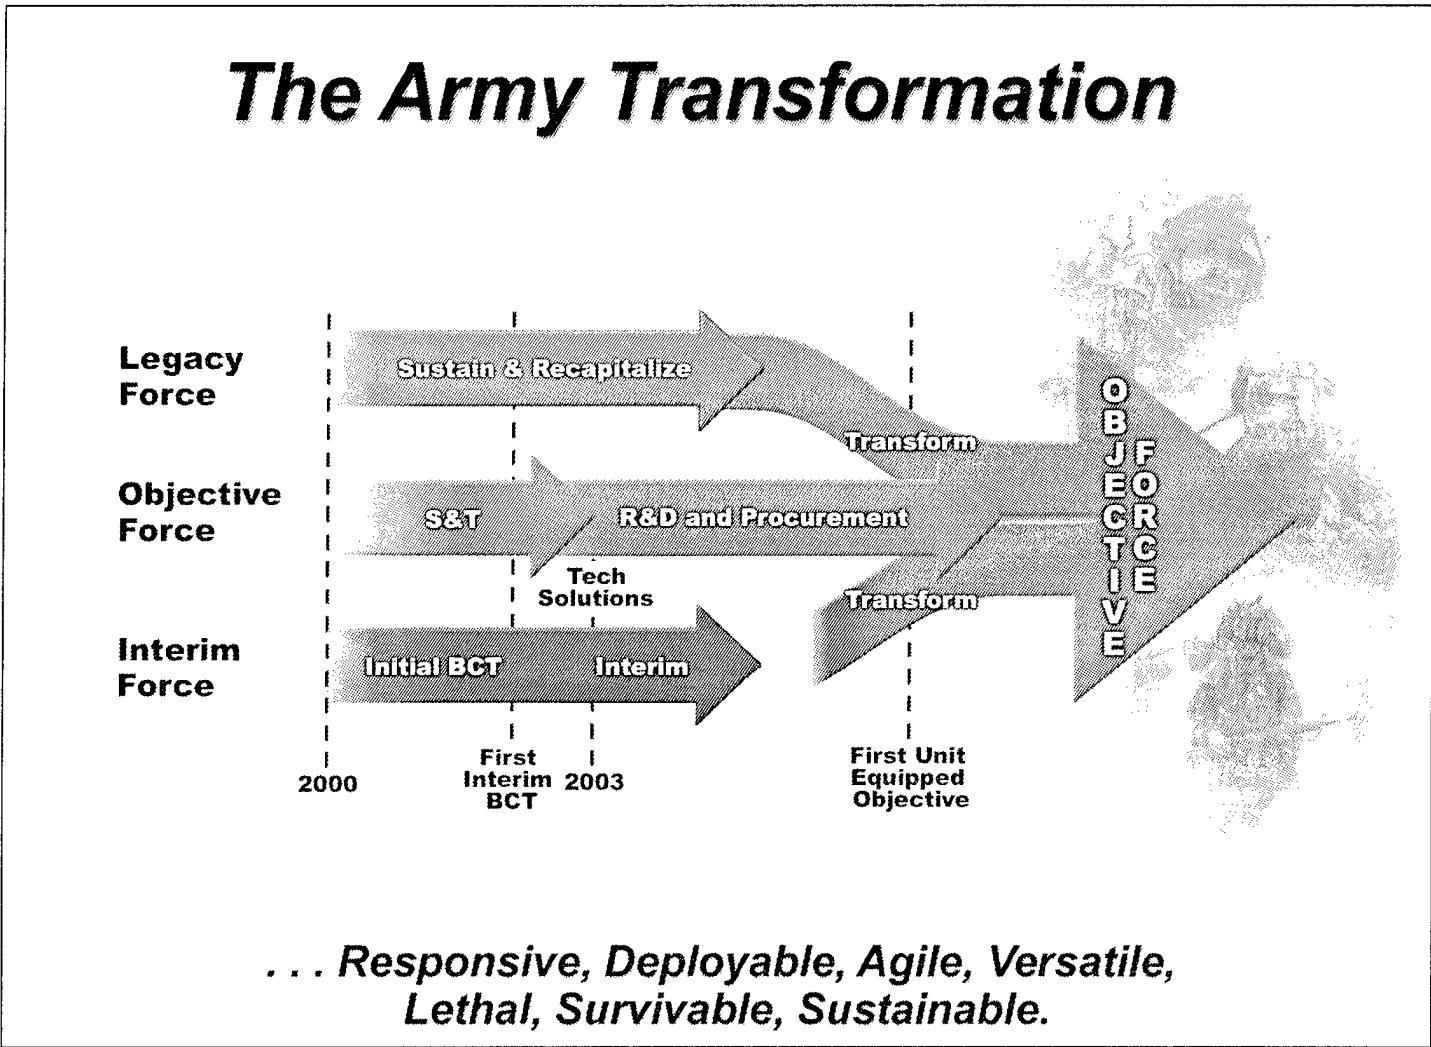 The Army Transformation
Legacy
Force
Sustain & Recapitalize
Transform
Objective
Force
S&T
R&D and Procurement
Tech
Solutions
Interim
Force
Initial BCT
Interim
Transform
OBJECTIVE
FORCE
2000
First
Interim
BCT
2003
First Unit
Equipped
Objective
. . . Responsive, Deployable, Agile, Versatile,
Lethal, Survivable, Sustainable.